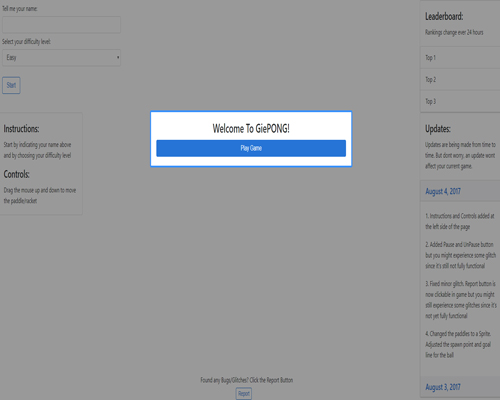 Tell me your name
Select your difficulty level
Easy
Start
Instructions:
Start by indicating your name above
and by choosing your difficulty level
Controls:
Drag the mouse up and down to move
the paddle/racket
Welcome To GiePONG!
Play Game
Found any Bugs/Glitches? Click the Report Button
Report
Leaderboard:
Rankings change ever 24 hours
Top 1
Top 2
Top 3
Updates:
Updates are being made from time to
time. But dont worry, an update wont
affect your current game.
August 4, 2017
1. Instructions and Controls added at
the left side of the page
2. Added Pause and UnPause button
but you might experience some glitch
since it's still not fully functional
3. Fixed minor glitch. Report button is
now clickable in game but you might
still experience some glitches since it's
not yet fully functional
4. Changed the paddles to a Sprite.
Adjusted the spawn point and goal
line for the ball
August 3, 2017